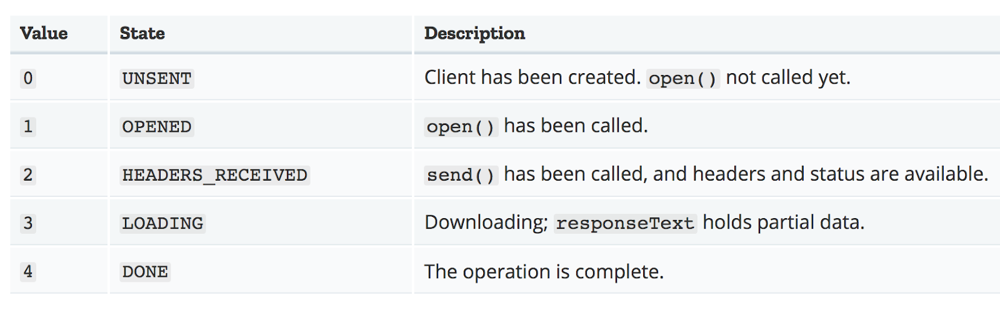 Value State Description
0 UNSENT Client has been created. open() not called yet.
1 OPENED open() has been called.
2 HEADERS_RECEIVED send() has been called, and headers and status are available.
3 LOADING Downloading; responseText holds partial data.
4 DONE The operation is complete.